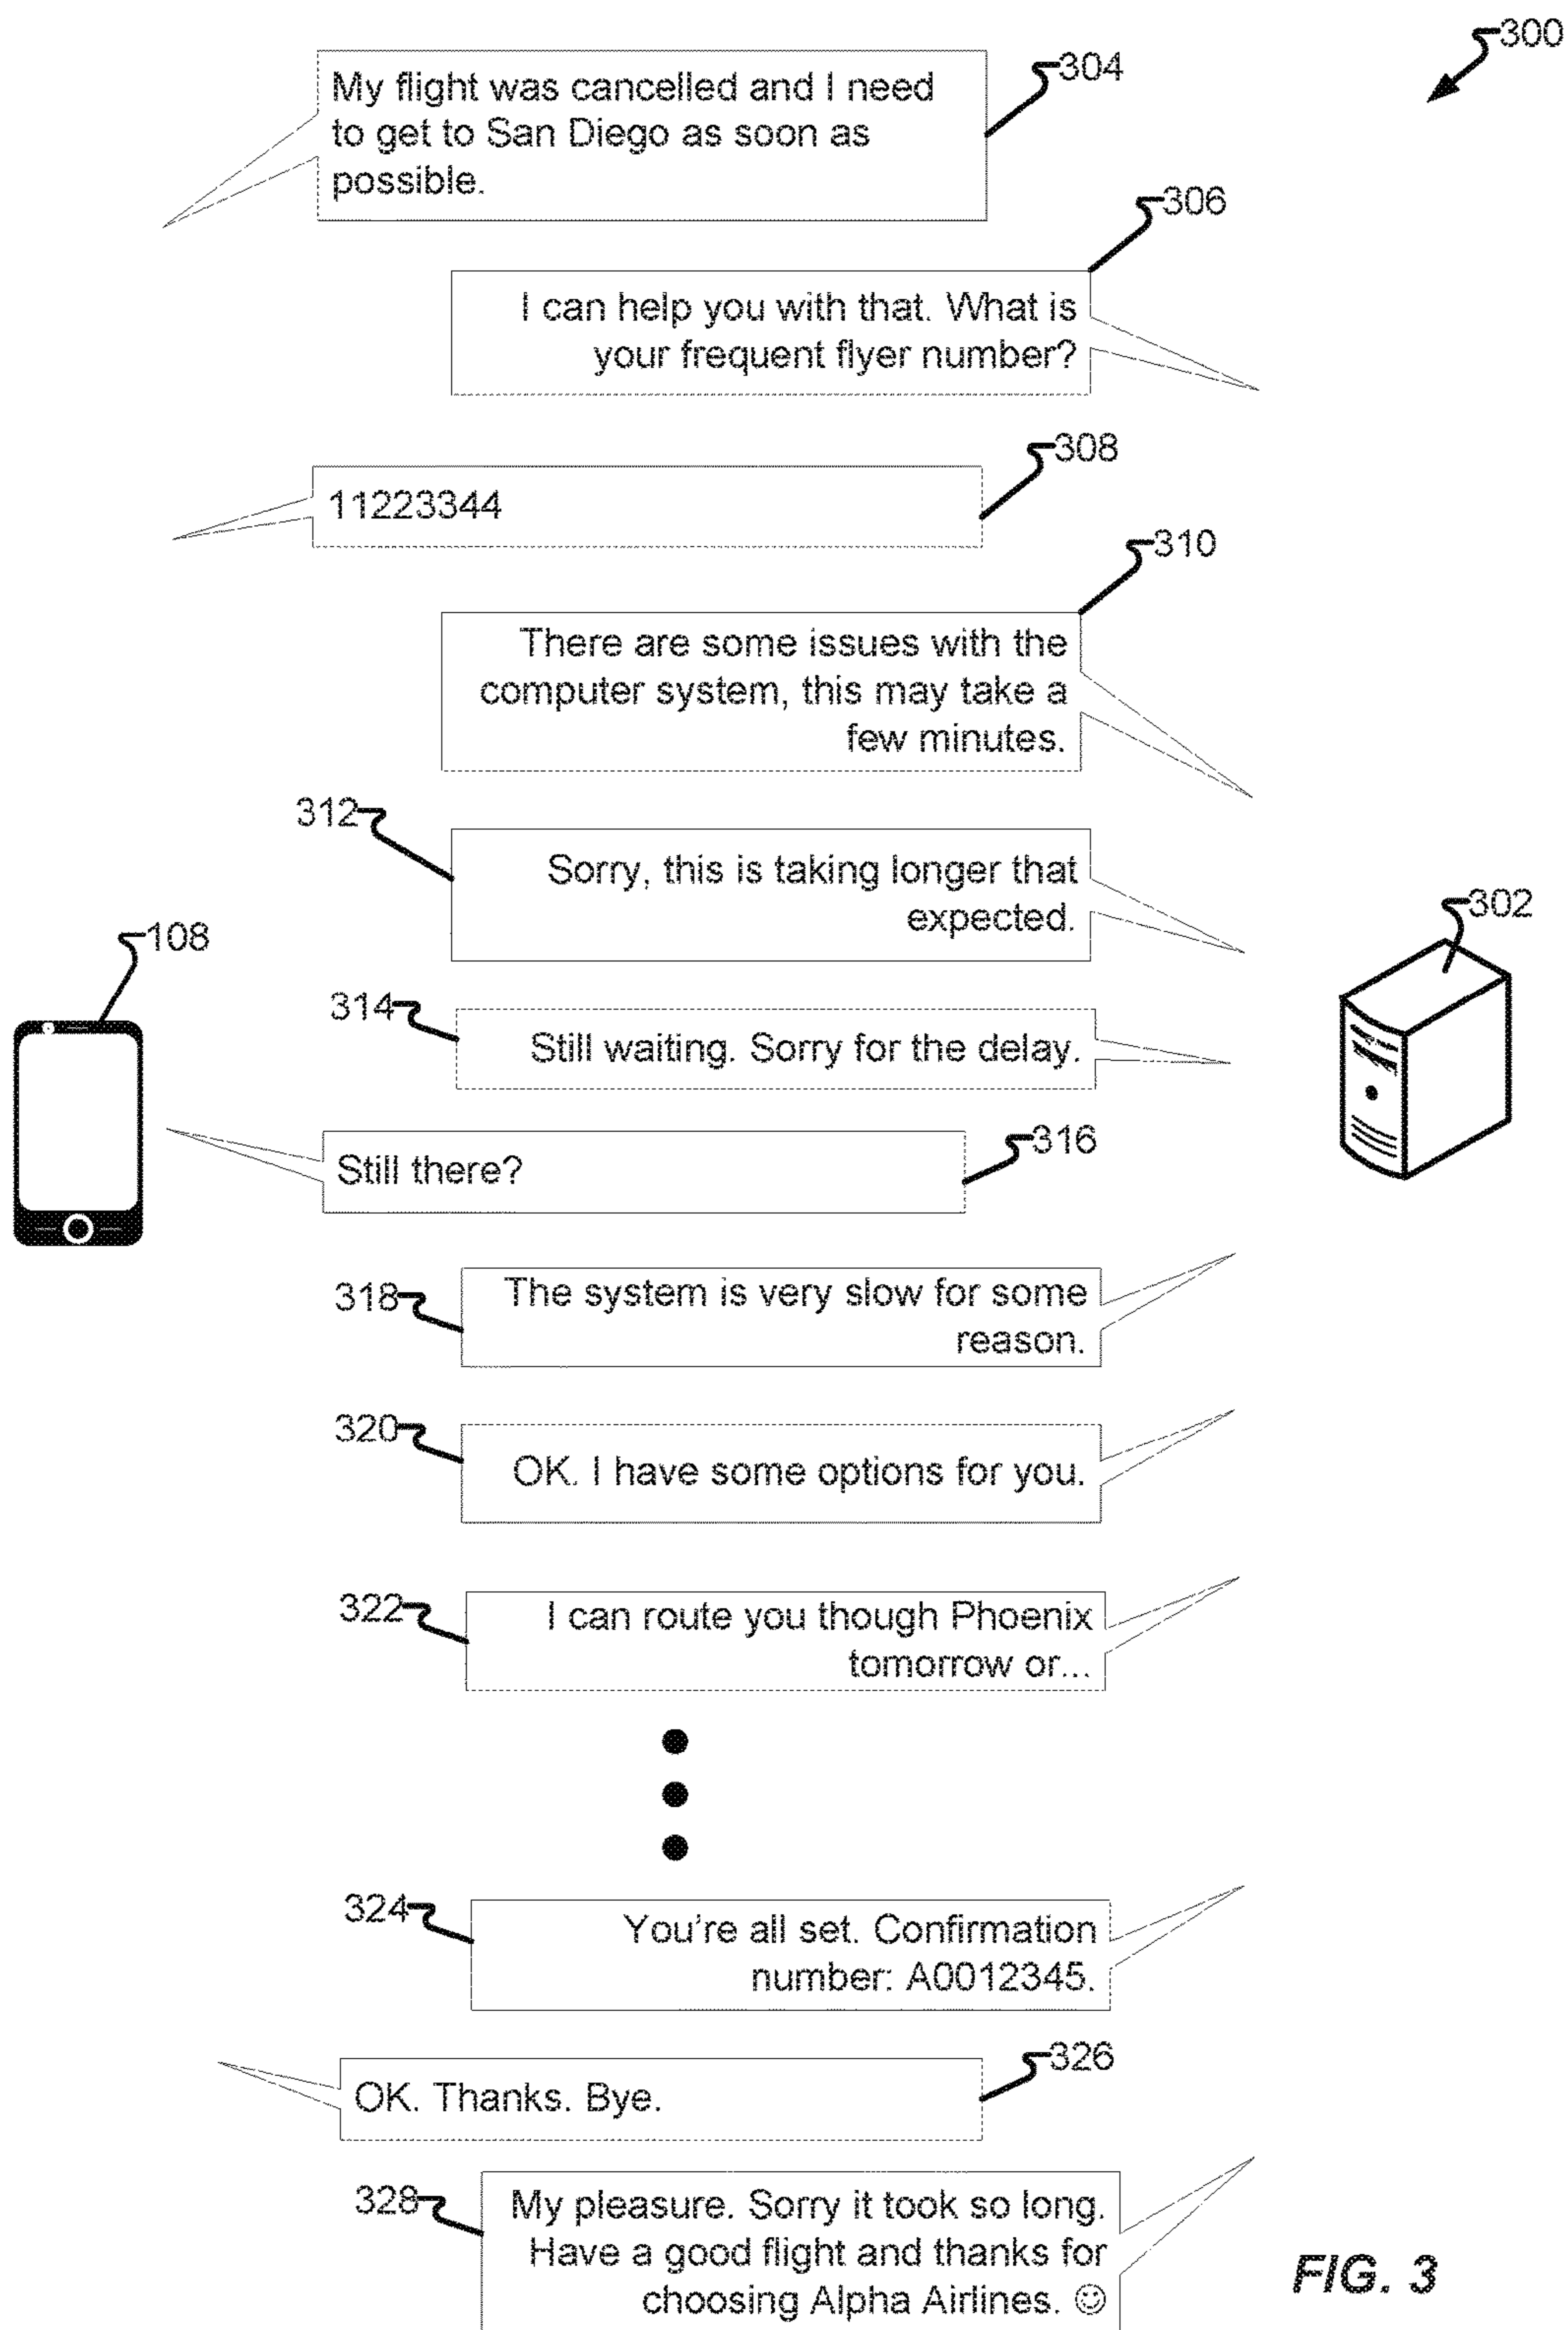 300
304
My flight was cancelled and I need
to get to San Diego as soon as
possible.
306
I can help you with that. What is
your frequent flyer number?
308
11223344
310
There are some issues with the
computer system, this may take a
few minutes.
312
Sorry, this is taking longer that
expected.
302
108
314
Still waiting. Sorry for the delay.
316
Still there?
318
The system is very slow for some
reason.
320
OK. I have some options for you.
322
I can route you though Phoenix
tomorrow or...
324
You're all set. Confirmation
number: A0012345.
326
OK. Thanks. Bye.
328
My pleasure. Sorry it took so long.
Have a good flight and thanks for
choosing Alpha Airlines. ☺
FIG. 3